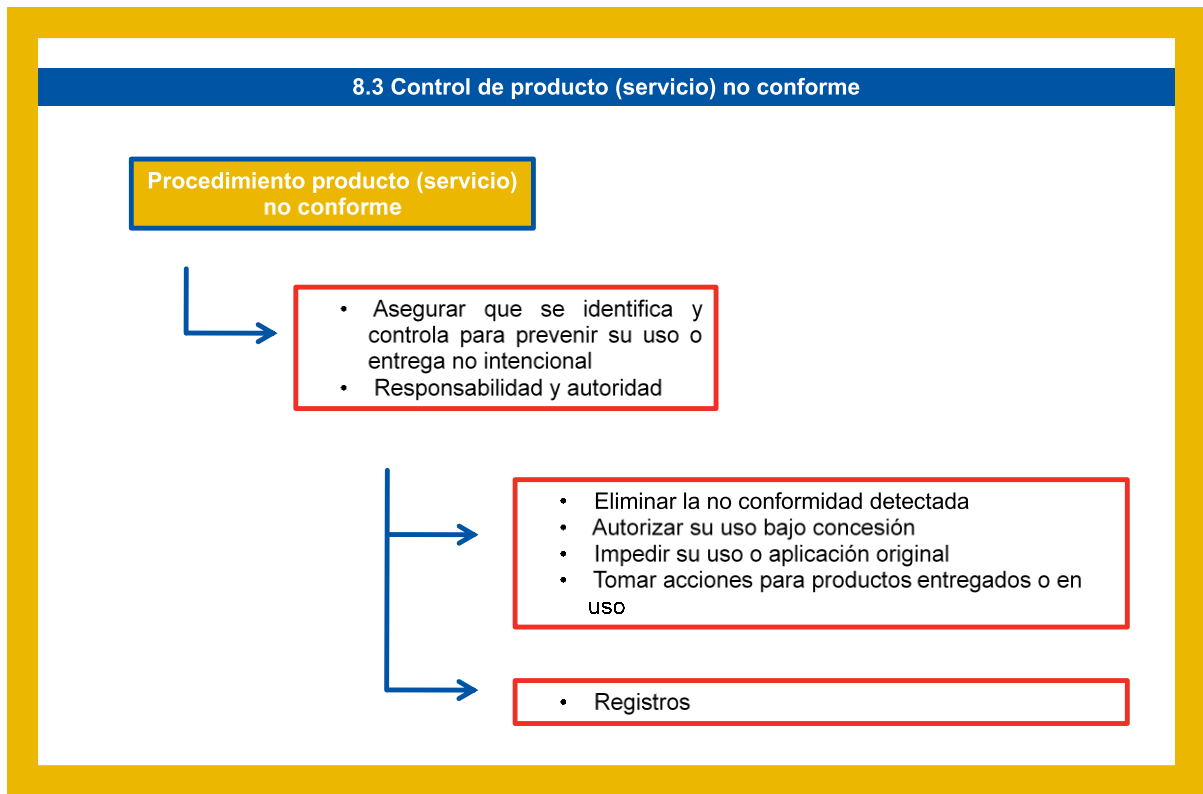 8.3 Control de producto (servicio) no conforme
Procedimiento producto (servicio)
no conforme
• Asegurar que se identifica y
controla para prevenir su uso o
entrega no intencional
• Responsabilidad y autoridad
• Eliminar la no conformidad detectada
• Autorizar su uso bajo concesión
• Impedir su uso o aplicación original
• Tomar acciones para productos entregados o en
uso
• Registros